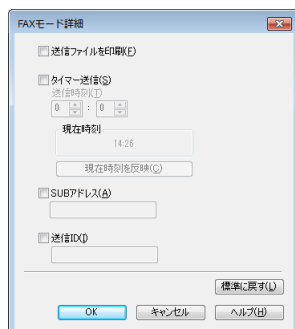 FAXモード詳細
送信ファイルを印刷(F)
タイマー送信(S)
送信時刻(T)
0 : 0
現在時刻
14:26
現在時刻を反映(C)
SUBアドレス(A)
送信ID(I)
標準に戻す(L)
OK キャンセル ヘルプ(H)